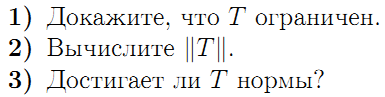 1) Докажите, что T ограничен.
2) Вычислите ‖T‖.
3) Достигает ли T нормы?